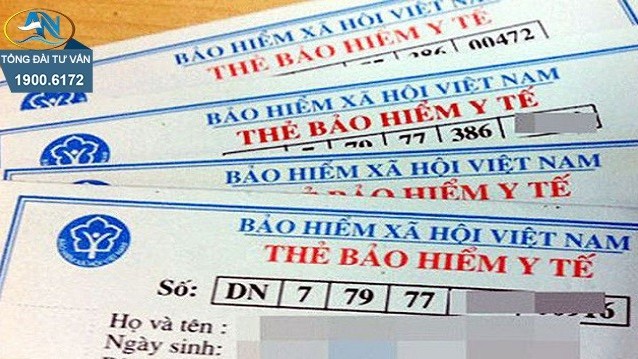 TỔNG ĐÀI TƯ VẤN
1900.6172
BẢO HIỂM XÃ HỘI VIỆT NAM
THẺ BẢO HIỂM Y TẾ
00472
BẢO HIỂM XÃ HỘI VIỆT NAM
THẺ BẢO HIỂM Y TẾ
77 386
BẢO HIỂM XÃ HỘI VIỆT NAM
BẢO HIỂM Y TẾ
BẢO HIỂM XÃ HỘI VIỆT NAM
THẺ BẢO HIỂM Y TẾ
Số: DN 7 79 77
Họ và tên :
Ngày sinh: